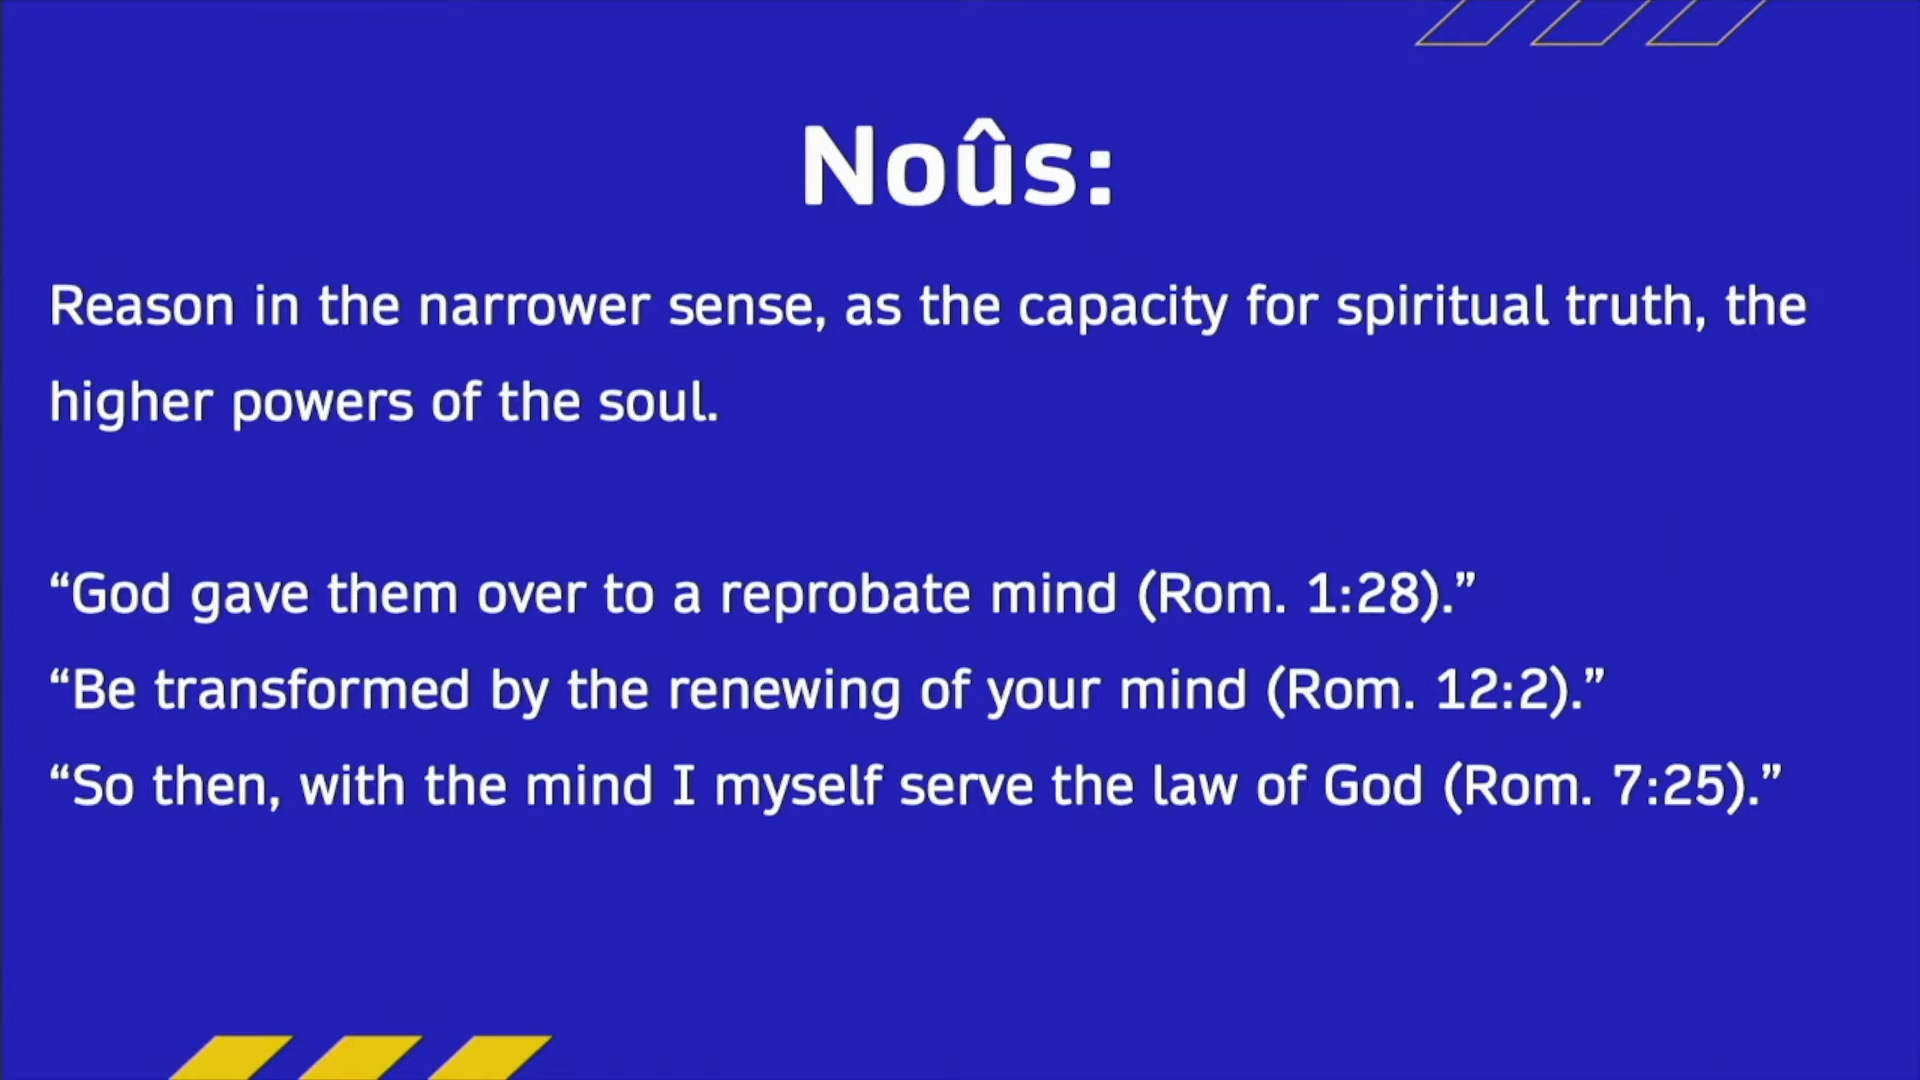 Noûs:
Reason in the narrower sense, as the capacity for spiritual truth, the
higher powers of the soul.
“God gave them over to a reprobate mind (Rom. 1:28).”
“Be transformed by the renewing of your mind (Rom. 12:2).”
“So then, with the mind I myself serve the law of God (Rom. 7:25).”